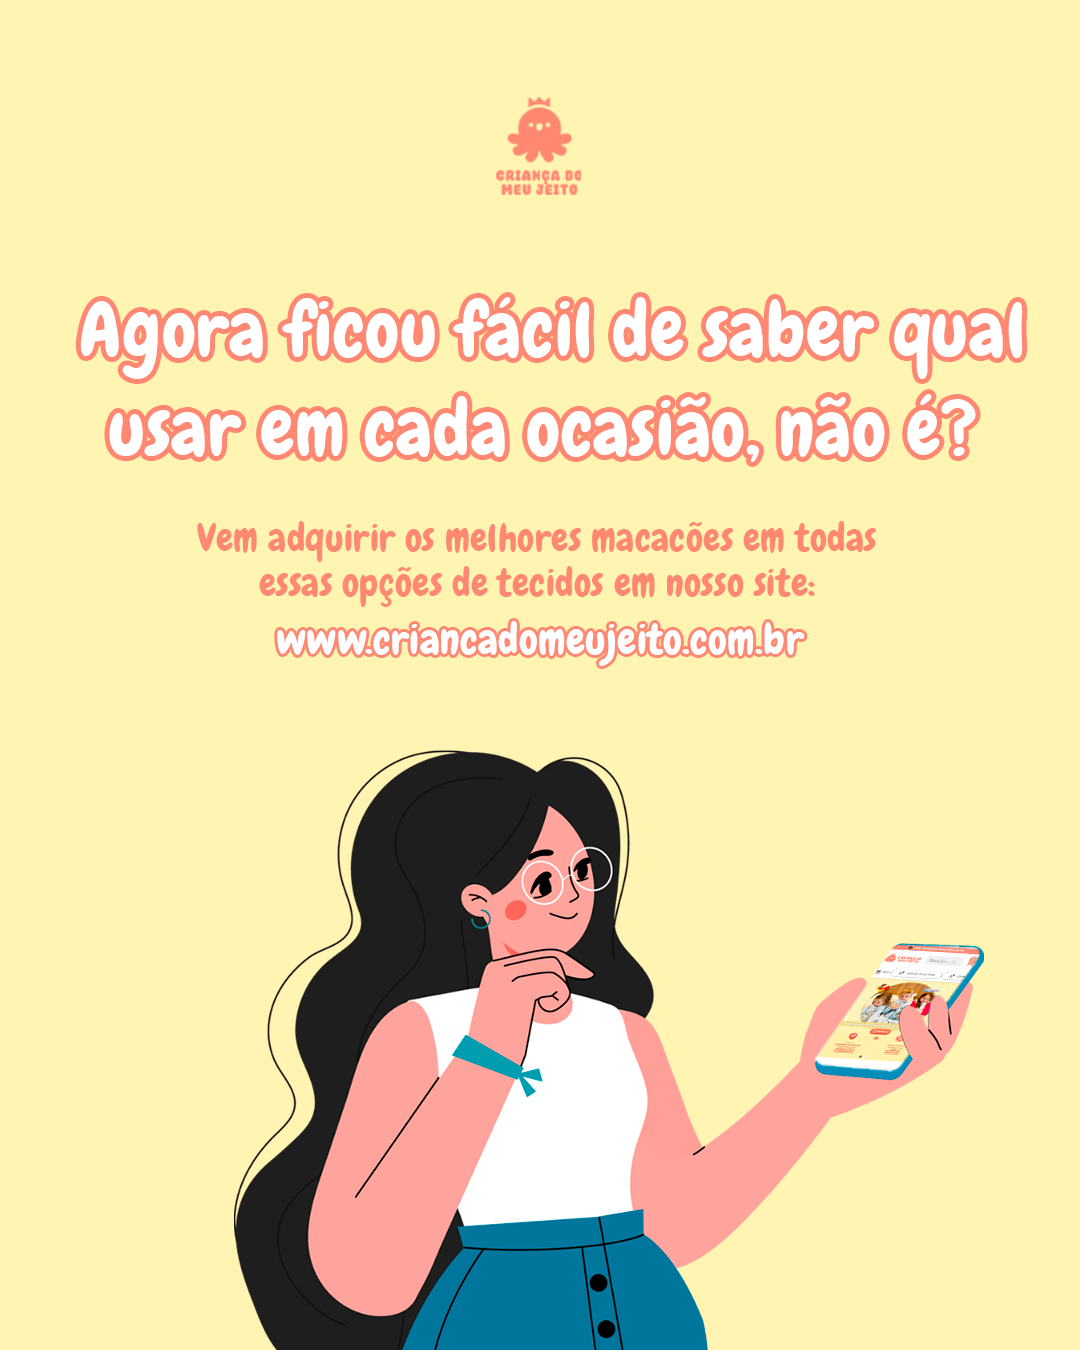 CRIANÇA DO
MEU JEITO
Agora ficou fácil de saber qual
usar em cada ocasião, não é?
Vem adquirir os melhores macacões em todas
essas opções de tecidos em nosso site:
www.criancadomeujeito.com.br